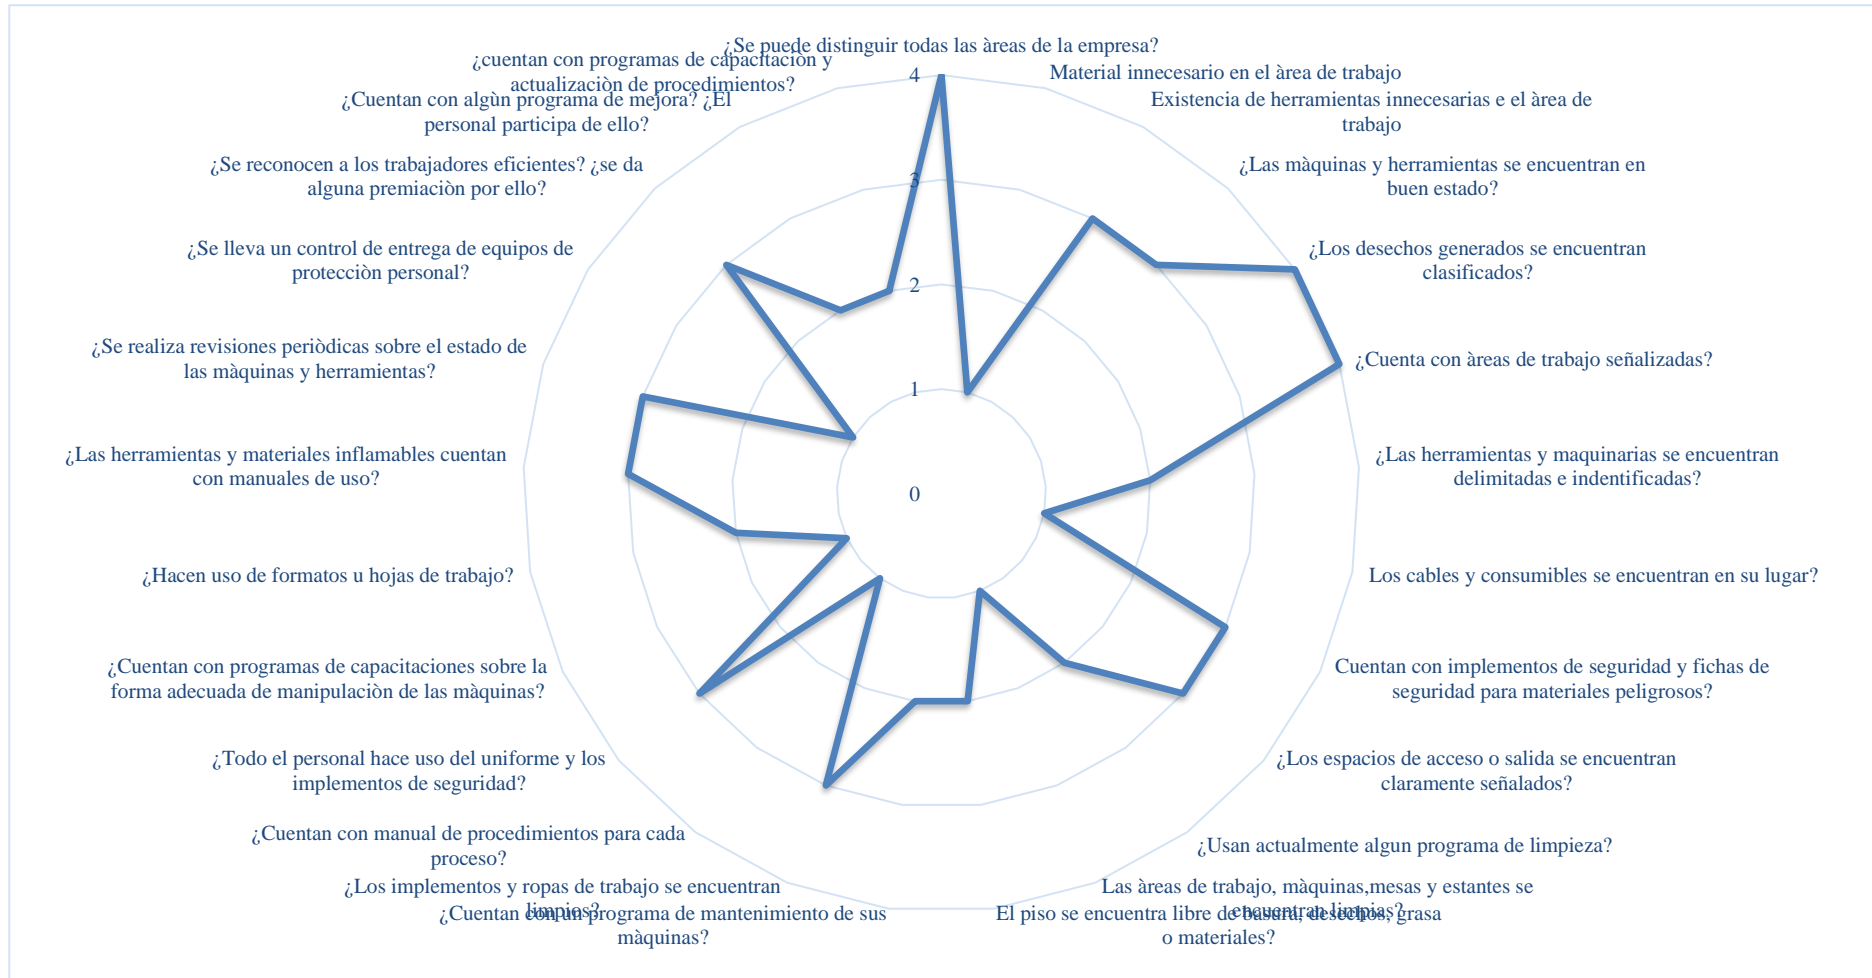 ¿Se puede distinguir todas las àreas de la empresa?
Material innecesario en el àrea de trabajo
Existencia de herramientas innecesarias e el àrea de
trabajo
¿Las màquinas y herramientas se encuentran en
buen estado?
¿Los desechos generados se encuentran
clasificados?
¿Cuenta con àreas de trabajo señalizadas?
¿Las herramientas y maquinarias se encuentran
delimitadas e indentificadas?
Los cables y consumibles se encuentran en su lugar?
Cuentan con implementos de seguridad y fichas de
seguridad para materiales peligrosos?
¿Los espacios de acceso o salida se encuentran
claramente señalados?
¿Usan actualmente algun programa de limpieza?
Las àreas de trabajo, màquinas,mesas y estantes se
encuentran limpias?
El piso se encuentra libre de basura, desechos, grasa
o materiales?
¿Cuentan con un programa de mantenimiento de sus
màquinas?
¿Los implementos y ropas de trabajo se encuentran
limpios?
¿Cuentan con manual de procedimientos para cada
proceso?
¿Todo el personal hace uso del uniforme y los
implementos de seguridad?
¿Cuentan con programas de capacitaciones sobre la
forma adecuada de manipulaciòn de las màquinas?
¿Hacen uso de formatos u hojas de trabajo?
¿Las herramientas y materiales inflamables cuentan
con manuales de uso?
¿Se realiza revisiones periòdicas sobre el estado de
las màquinas y herramientas?
¿Se lleva un control de entrega de equipos de
protecciòn personal?
¿Se reconocen a los trabajadores eficientes? ¿se da
alguna premiaciòn por ello?
¿Cuentan con algùn programa de mejora? ¿El
personal participa de ello?
¿cuentan con programas de capacitaciòn y
actualizaciòn de procedimientos?
4
3
2
1
0